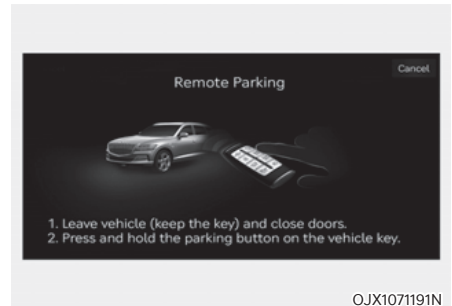 Cancel
Remote Parking
1. Leave vehicle (keep the key) and close doors.
2. Press and hold the parking button on the vehicle key.
OJX1071191N